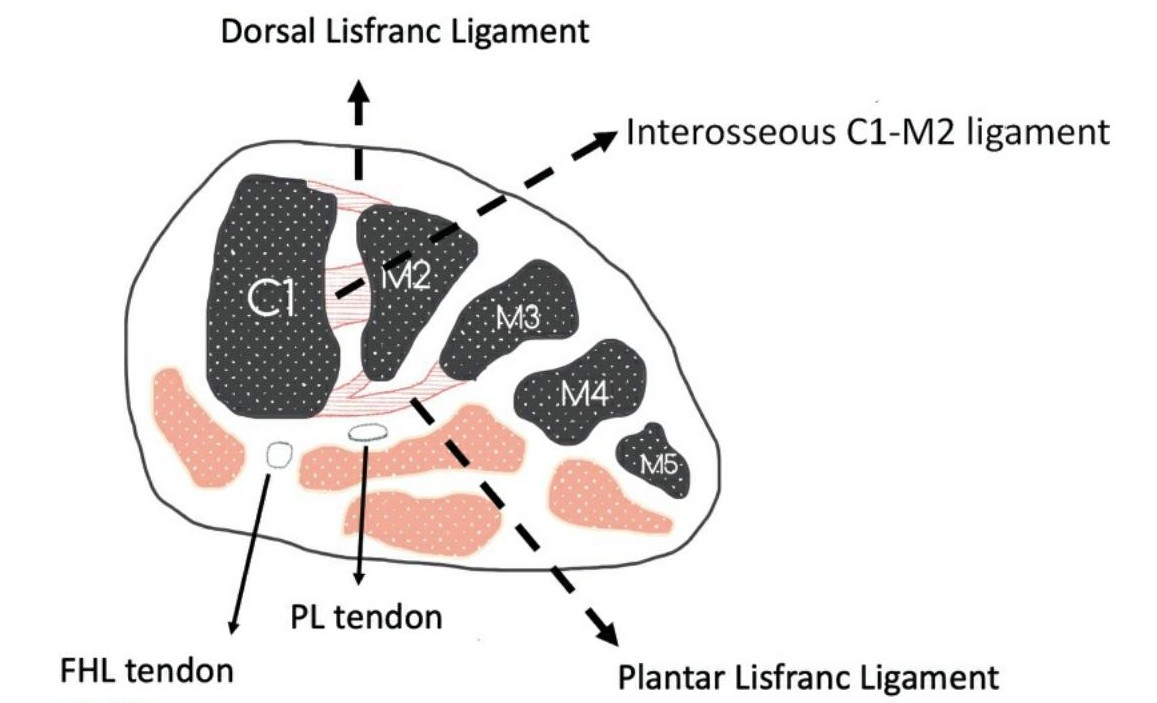 Dorsal Lisfranc Ligament
Interosseous C1-M2 ligament
C1
M2
M3
M4
M5
PL tendon
FHL tendon
Plantar Lisfranc Ligament